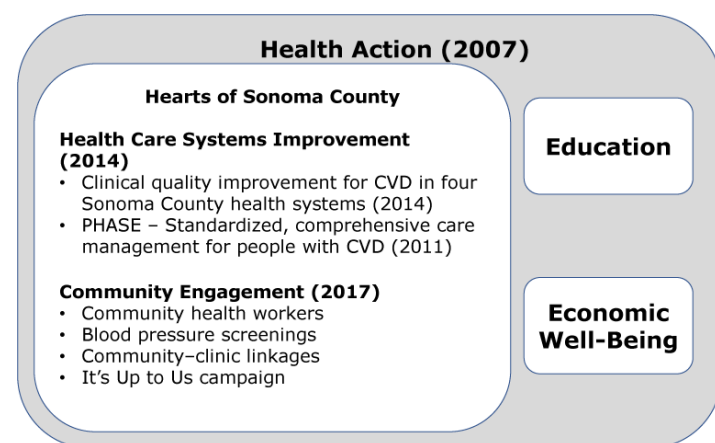 Health Action (2007)
Hearts of Sonoma County
Health Care Systems Improvement
(2014)
• Clinical quality improvement for CVD in four
Sonoma County health systems (2014)
• PHASE – Standardized, comprehensive care
management for people with CVD (2011)
Community Engagement (2017)
• Community health workers
• Blood pressure screenings
• Community–clinic linkages
• It’s Up to Us campaign
Education
Economic
Well-Being